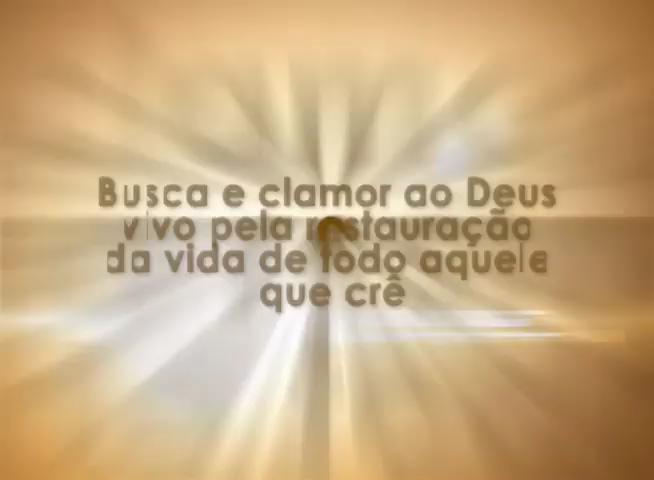 Busca e clamor ao Deus
vivo pela restauração
da vida de todo aquele
que crê